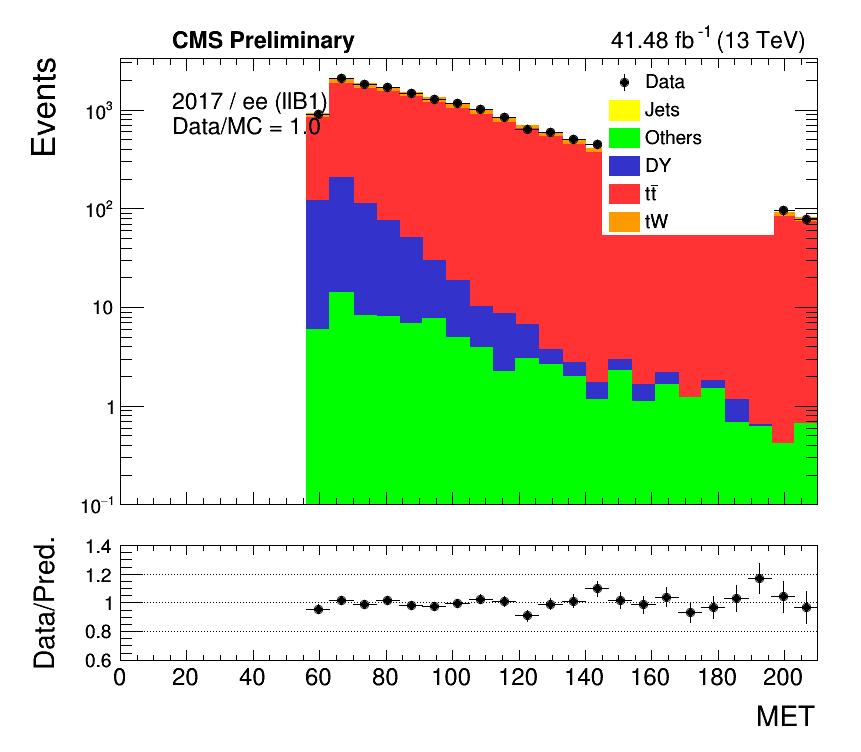 CMS Preliminary
41.48 fb⁻¹ (13 TeV)
Events
2017 / ee (IIB1)
Data/MC = 1.0
Data
Jets
Others
DY
tt̄
tW
10³
10²
10
1
10⁻¹
Data/Pred.
1.4
1.2
1
0.8
0.6
0 20 40 60 80 100 120 140 160 180 200
MET